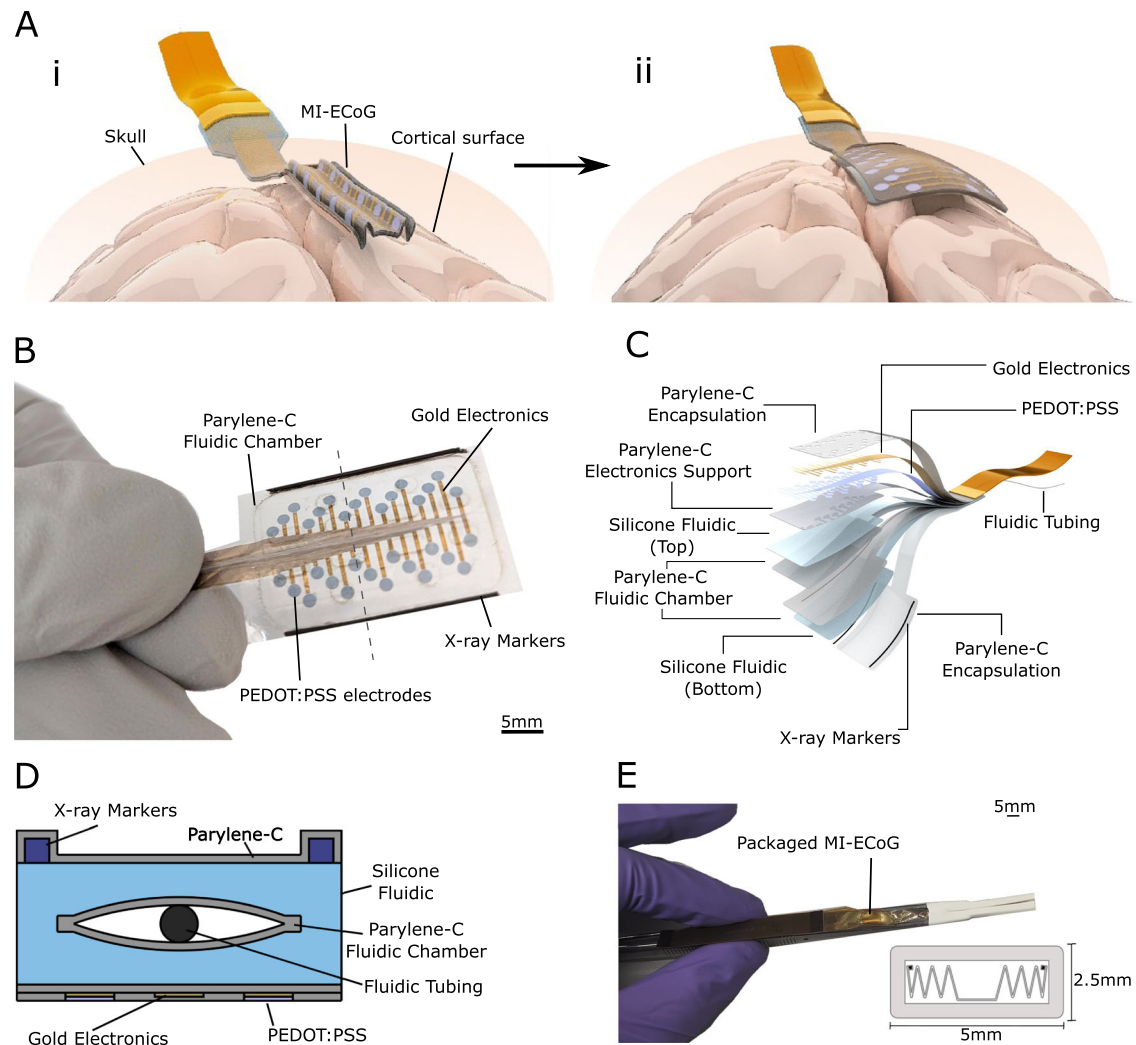 A
i
ii
MI-ECoG
Skull
Cortical surface
B
Parylene-C
Fluidic Chamber
Gold Electronics
X-ray Markers
PEDOT:PSS electrodes
5mm
C
Gold Electronics
Parylene-C
Encapsulation
PEDOT:PSS
Parylene-C
Electronics Support
Fluidic Tubing
Silicone Fluidic
(Top)
Parylene-C
Fluidic Chamber
Parylene-C
Encapsulation
Silicone Fluidic
(Bottom)
X-ray Markers
D
X-ray Markers
Parylene-C
Silicone
Fluidic
Parylene-C
Fluidic Chamber
Fluidic Tubing
Gold Electronics
PEDOT:PSS
E
5mm
Packaged MI-ECoG
2.5mm
5mm